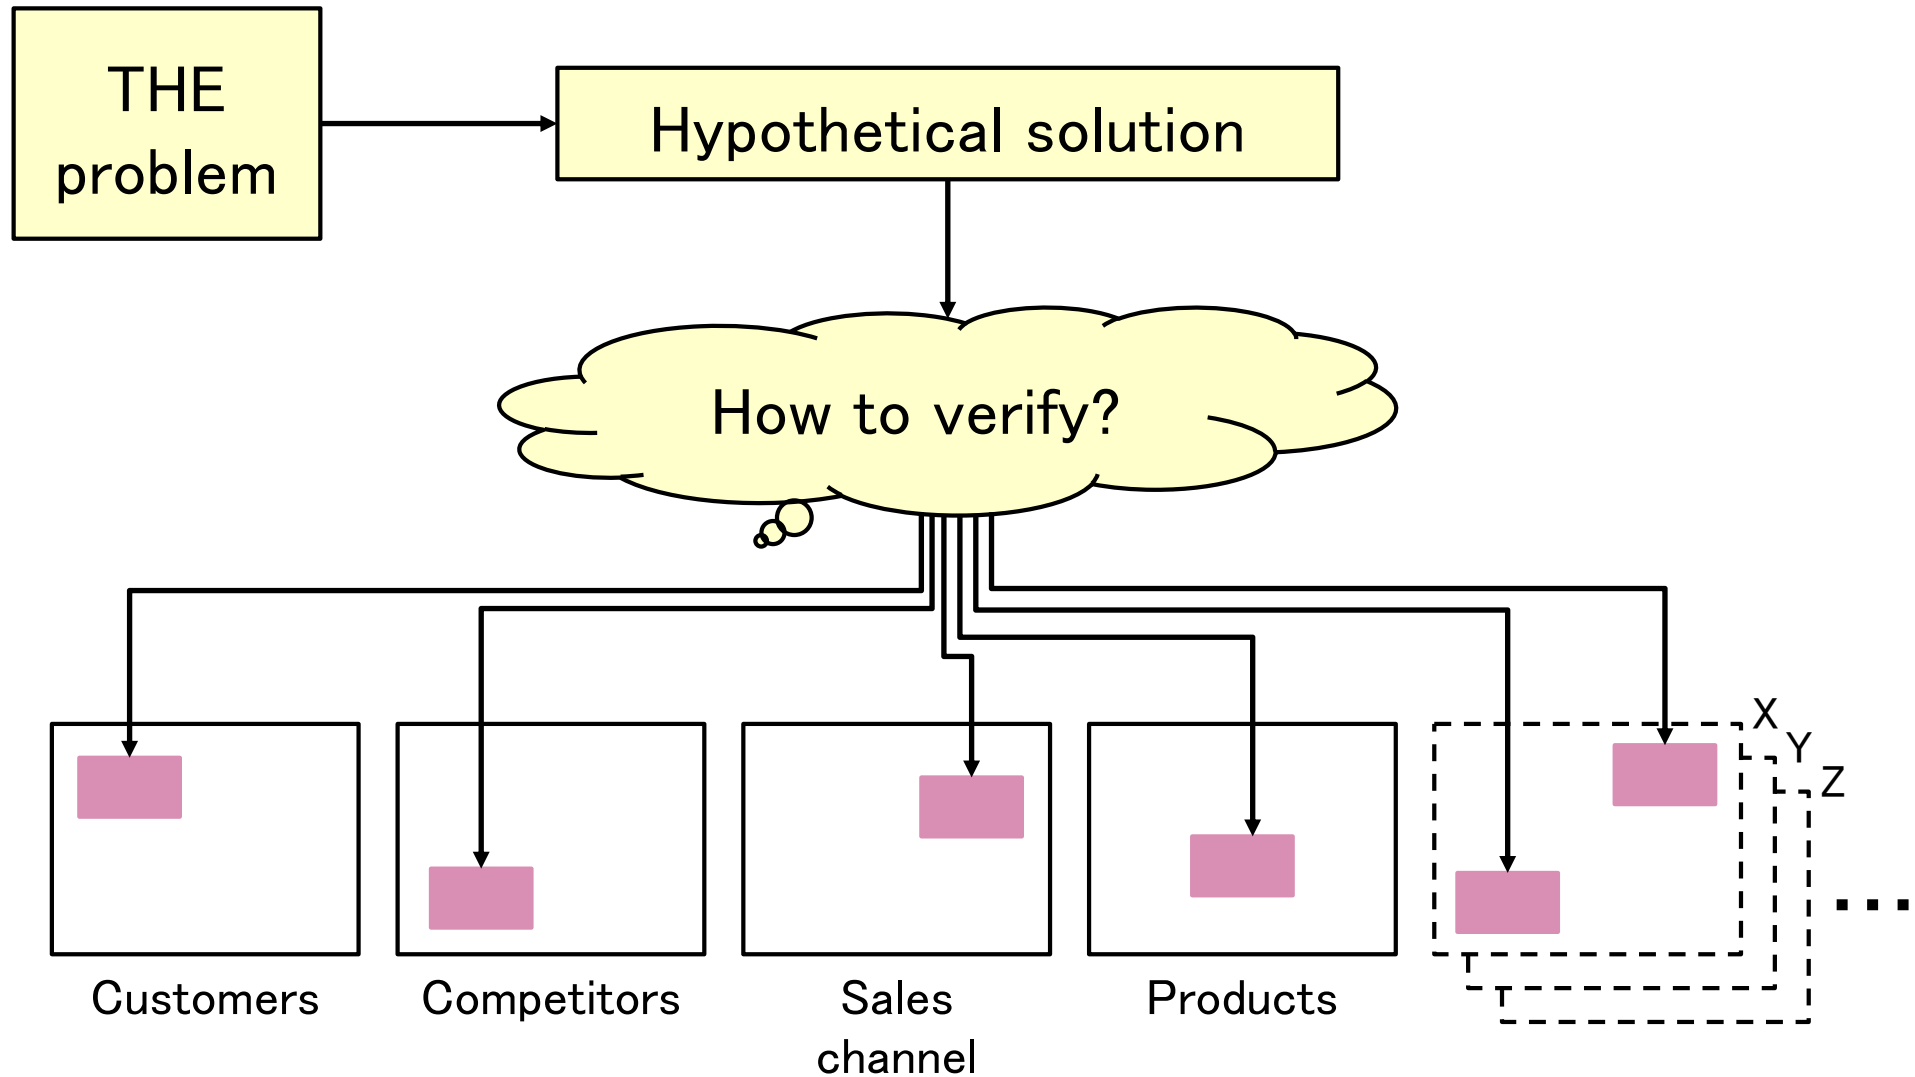 THE
problem
Hypothetical solution
How to verify?
X
Y
Z
...
Customers
Competitors
Sales
channel
Products